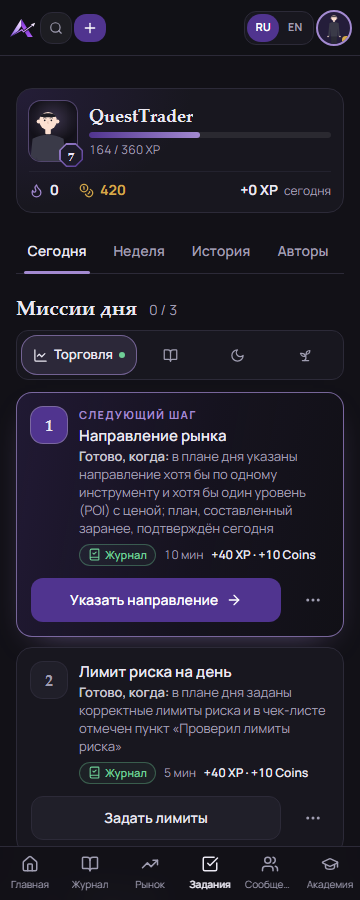 RU EN
QuestTrader
164 / 360 XP
7
0 420 +0 XP сегодня
Сегодня Неделя История Авторы
Миссии дня 0 / 3
Торговля
1
СЛЕДУЮЩИЙ ШАГ
Направление рынка
Готово, когда: в плане дня указаны
направление хотя бы по одному
инструменту и хотя бы один уровень
(POI) с ценой; план, составленный
заранее, подтверждён сегодня
Журнал 10 мин +40 XP · +10 Coins
Указать направление →
2
Лимит риска на день
Готово, когда: в плане дня заданы
корректные лимиты риска и в чек-листе
отмечен пункт «Проверил лимиты
риска»
Журнал 5 мин +40 XP · +10 Coins
Задать лимиты
Главная Журнал Рынок Задания Сообще... Академия